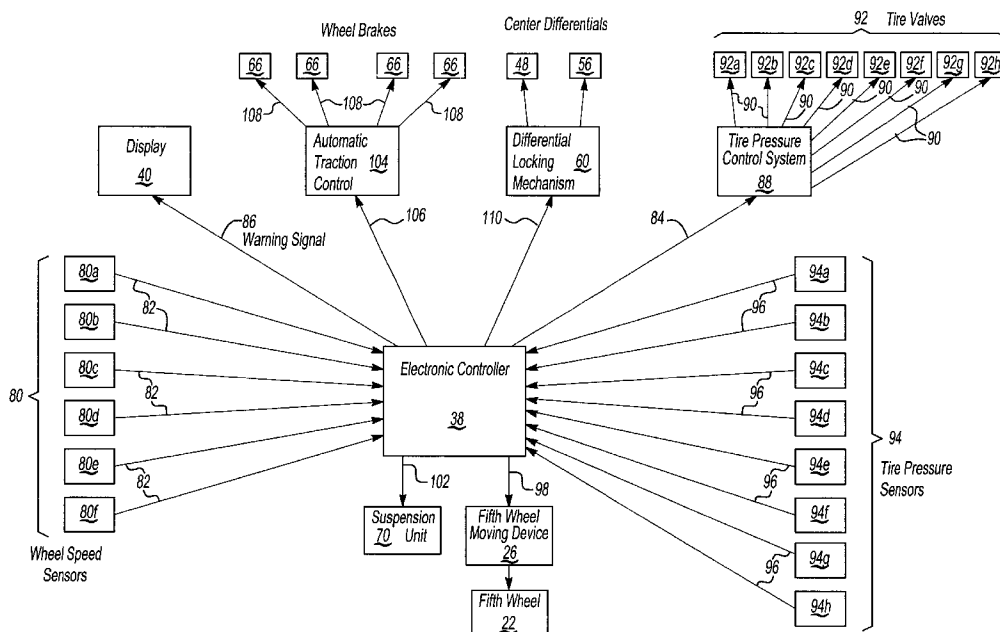 92 Tire Valves
Wheel Brakes
Center Differentials
66 66 66 66
48 56
92a 92b 92c 92d 92e 92f 92g 92h
108 108 108
90 90 90 90 90 90
Display
40
Automatic
Traction 104
Control
Differential
Locking 60
Mechanism
Tire Pressure
Control System
88
86
Warning Signal
106
110
84
80a
80b
80c
80d
80e
80f
82
82
82
80
Wheel Speed
Sensors
Electronic Controller
38
94a
94b
94c
94d
94e
94f
94g
94h
96
96
96
96
94
Tire Pressure
Sensors
102
98
Suspension
70 Unit
Fifth Wheel
Moving Device
26
Fifth Wheel
22